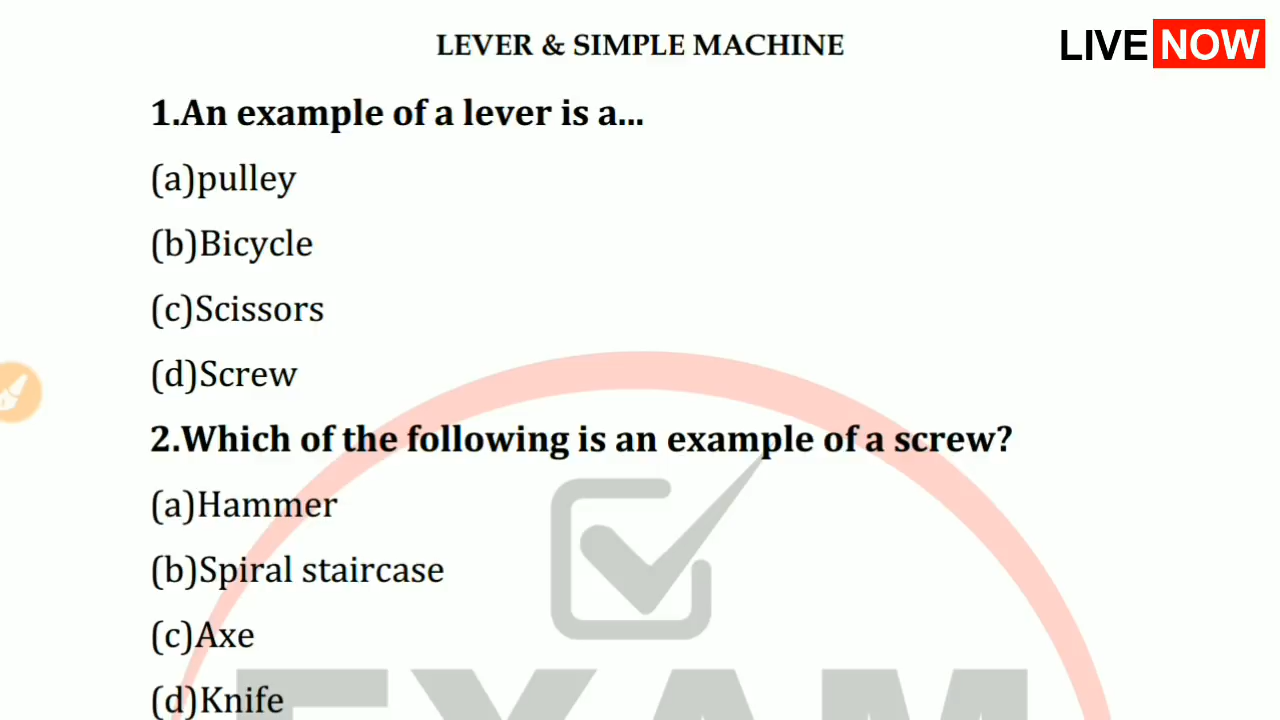 LEVER & SIMPLE MACHINE
LIVE NOW
1.An example of a lever is a...
(a)pulley
(b)Bicycle
(c)Scissors
(d)Screw
2.Which of the following is an example of a screw?
(a)Hammer
(b)Spiral staircase
(c)Axe
(d)Knife
EXAM